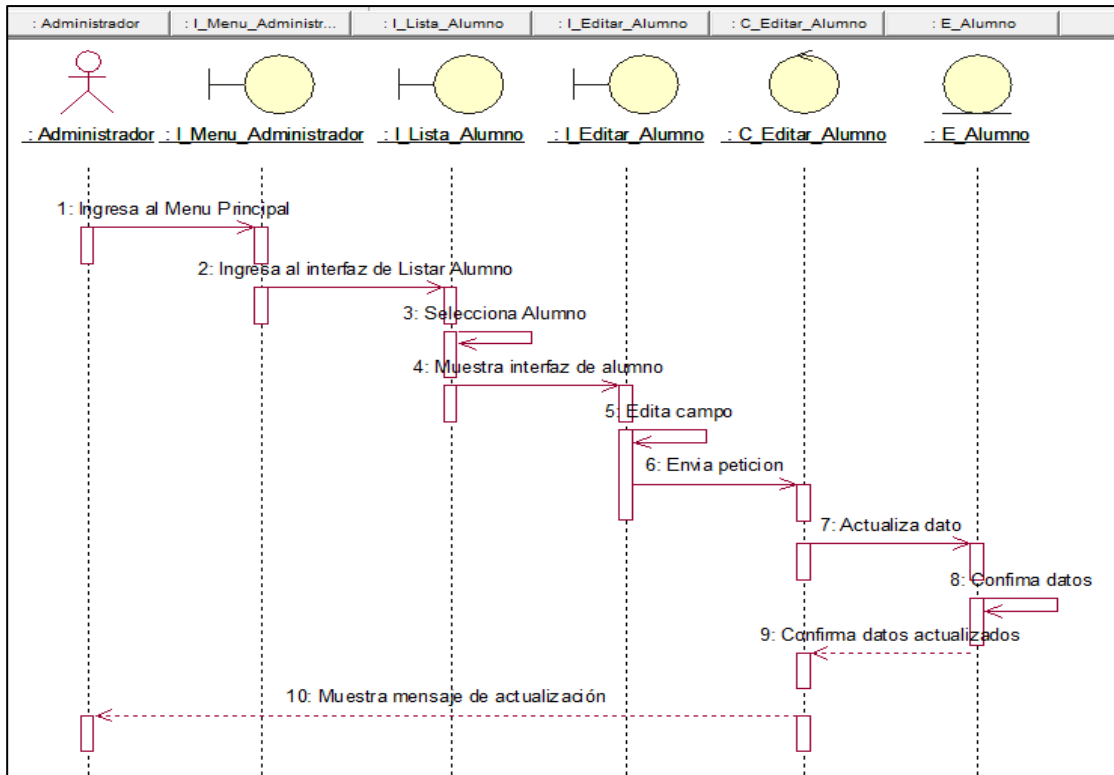 : Administrador
: I_Menu_Administr...
: I_Lista_Alumno
: I_Editar_Alumno
: C_Editar_Alumno
: E_Alumno
: Administrador
: I_Menu_Administrador
: I_Lista_Alumno
: I_Editar_Alumno
: C_Editar_Alumno
: E_Alumno
1: Ingresa al Menu Principal
2: Ingresa al interfaz de Listar Alumno
3: Selecciona Alumno
4: Muestra interfaz de alumno
5: Edita campo
6: Envia peticion
7: Actualiza dato
8: Confima datos
9: Confirma datos actualizados
10: Muestra mensaje de actualización